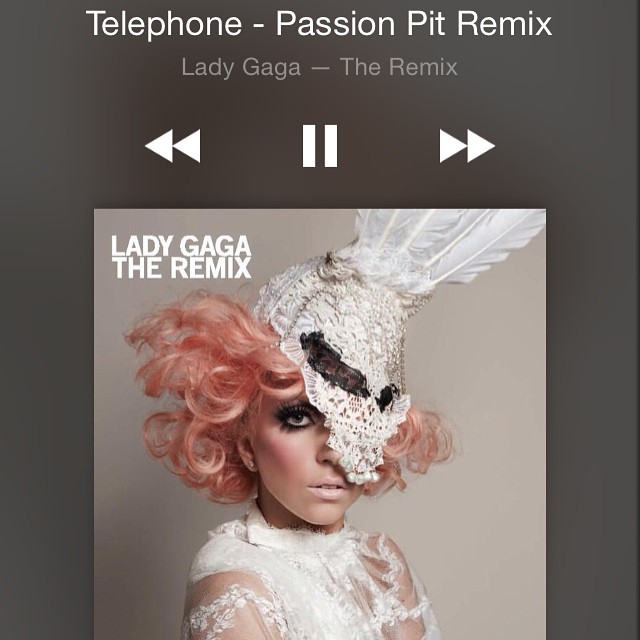 Telephone - Passion Pit Remix
Lady Gaga — The Remix
LADY GAGA
THE REMIX